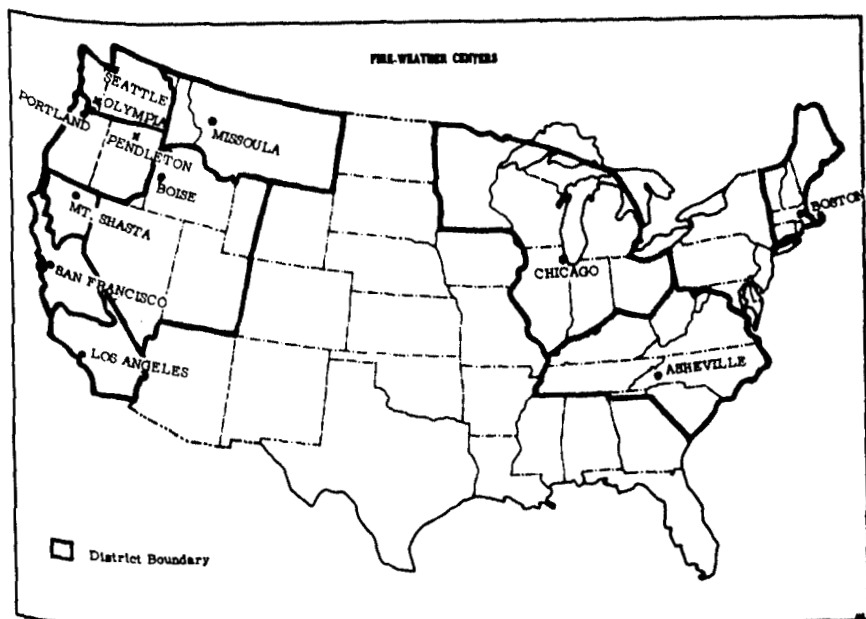 FIRE-WEATHER CENTERS
SEATTLE
OLYMPIA
PORTLAND
PENDLETON
MISSOULA
BOISE
MT. SHASTA
SAN FRANCISCO
LOS ANGELES
CHICAGO
BOSTON
ASHEVILLE
District Boundary